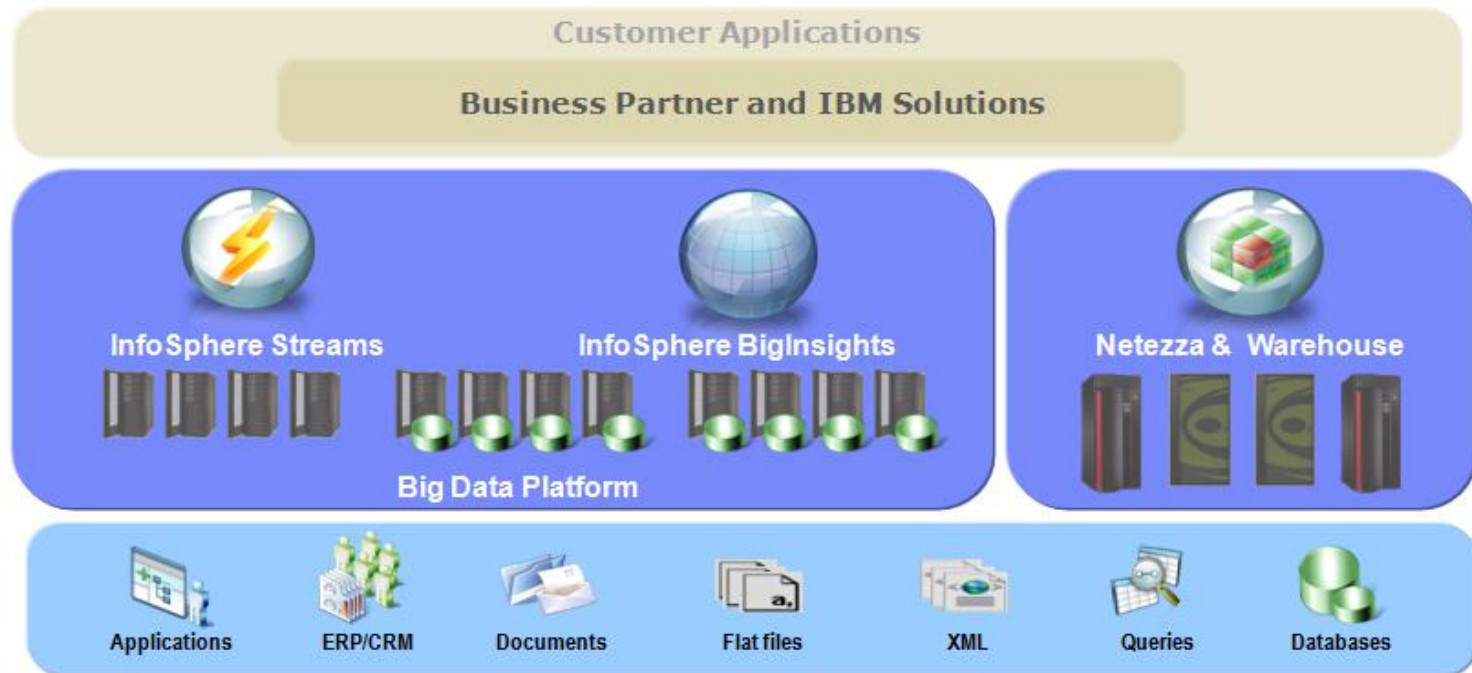 Customer Applications
Business Partner and IBM Solutions
InfoSphere Streams
InfoSphere BigInsights
Netezza & Warehouse
Big Data Platform
a,
Applications
ERP/CRM
Documents
Flat files
XML
Queries
Databases